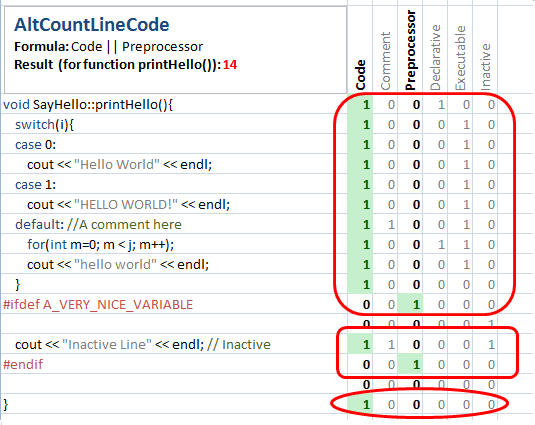 AltCountLineCode
Formula: Code || Preprocessor
Result (for function printHello()): 14
Code Comment Preprocessor Declarative Executable Inactive
void SayHello::printHello(){ 1 0 0 1 0 0
switch(i){ 1 0 0 0 1 0
case 0: 1 0 0 0 1 0
cout << "Hello World" << endl; 1 0 0 0 1 0
case 1: 1 0 0 0 1 0
cout << "HELLO WORLD!" << endl; 1 0 0 0 1 0
default: //A comment here 1 1 0 0 1 0
for(int m=0; m < j; m++); 1 0 0 1 1 0
cout << "hello world" << endl; 1 0 0 0 1 0
} 1 0 0 0 0 0
#ifdef A_VERY_NICE_VARIABLE 0 0 1 0 0 0
0 0 0 0 0 1
cout << "Inactive Line" << endl; // Inactive 1 1 0 0 0 1
#endif 0 0 1 0 0 0
0 0 0 0 0 0
} 1 0 0 0 0 0